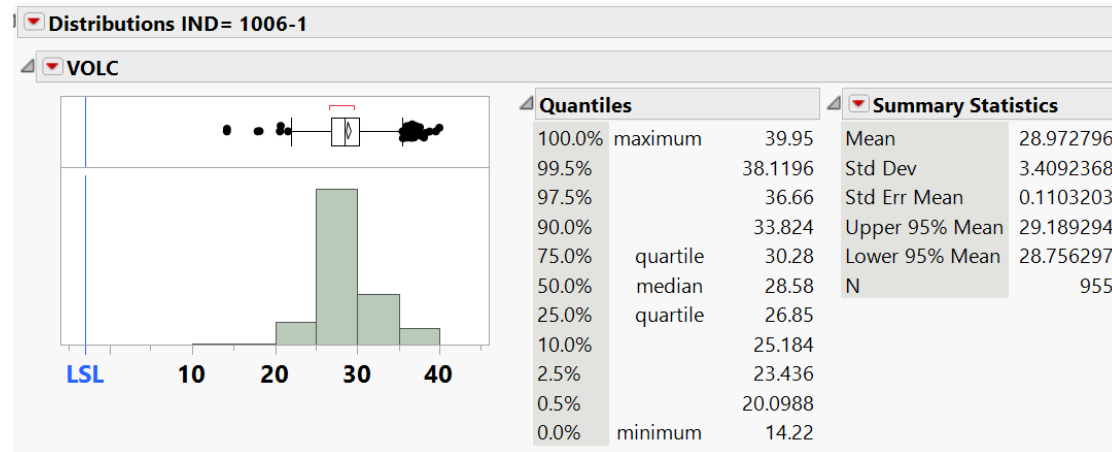 Distributions IND= 1006-1
VOLC
LSL 10 20 30 40
Quantiles
100.0% maximum 39.95
99.5% 38.1196
97.5% 36.66
90.0% 33.824
75.0% quartile 30.28
50.0% median 28.58
25.0% quartile 26.85
10.0% 25.184
2.5% 23.436
0.5% 20.0988
0.0% minimum 14.22
Summary Statistics
Mean 28.972796
Std Dev 3.4092368
Std Err Mean 0.1103203
Upper 95% Mean 29.189294
Lower 95% Mean 28.756297
N 955